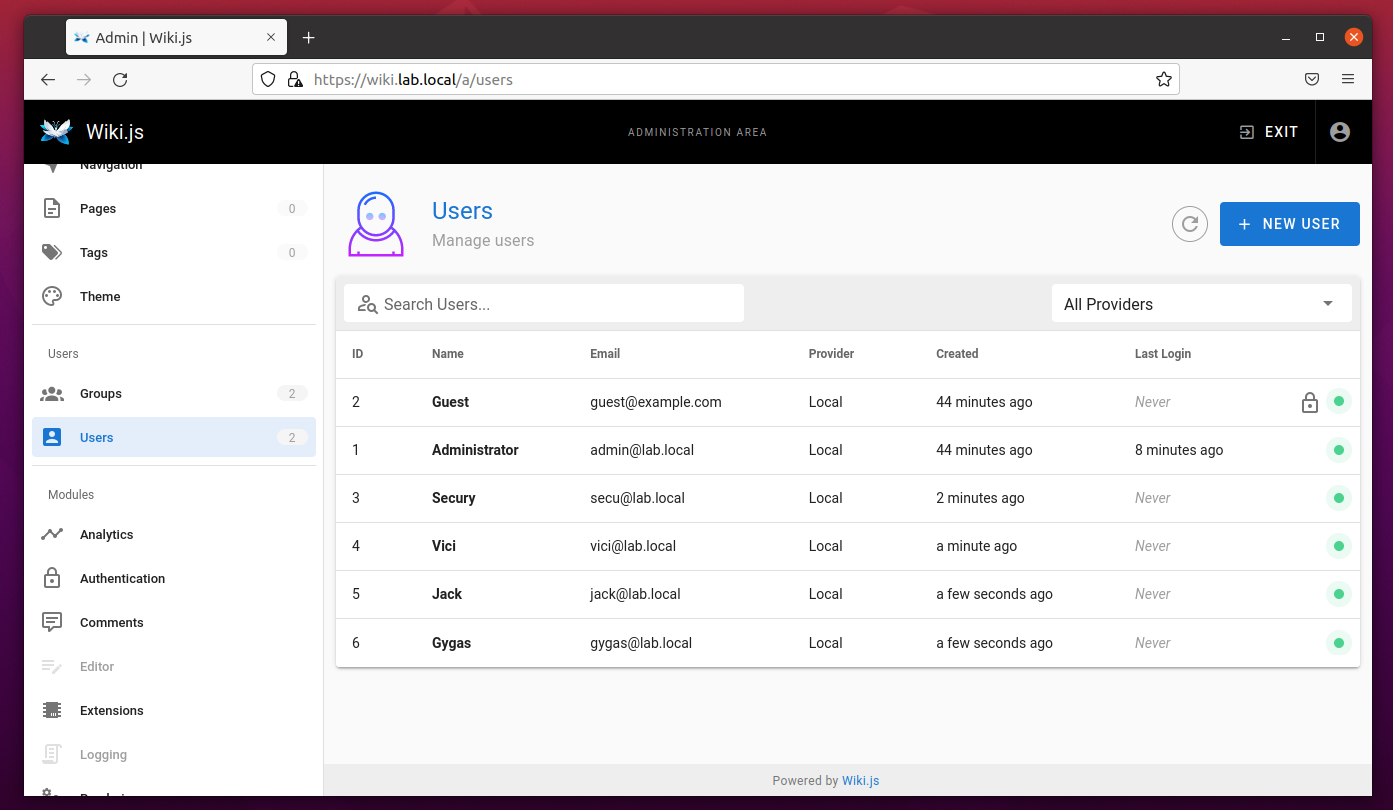 Admin | Wiki.js
https://wiki.lab.local/a/users
Wiki.js
ADMINISTRATION AREA
EXIT
Navigation
Pages 0
Tags 0
Theme
Users
Groups 2
Users 2
Modules
Analytics
Authentication
Comments
Editor
Extensions
Logging
Users
Manage users
+ NEW USER
Search Users...
All Providers
ID Name Email Provider Created Last Login
2 Guest guest@example.com Local 44 minutes ago Never
1 Administrator admin@lab.local Local 44 minutes ago 8 minutes ago
3 Secury secu@lab.local Local 2 minutes ago Never
4 Vici vici@lab.local Local a minute ago Never
5 Jack jack@lab.local Local a few seconds ago Never
6 Gygas gygas@lab.local Local a few seconds ago Never
Powered by Wiki.js